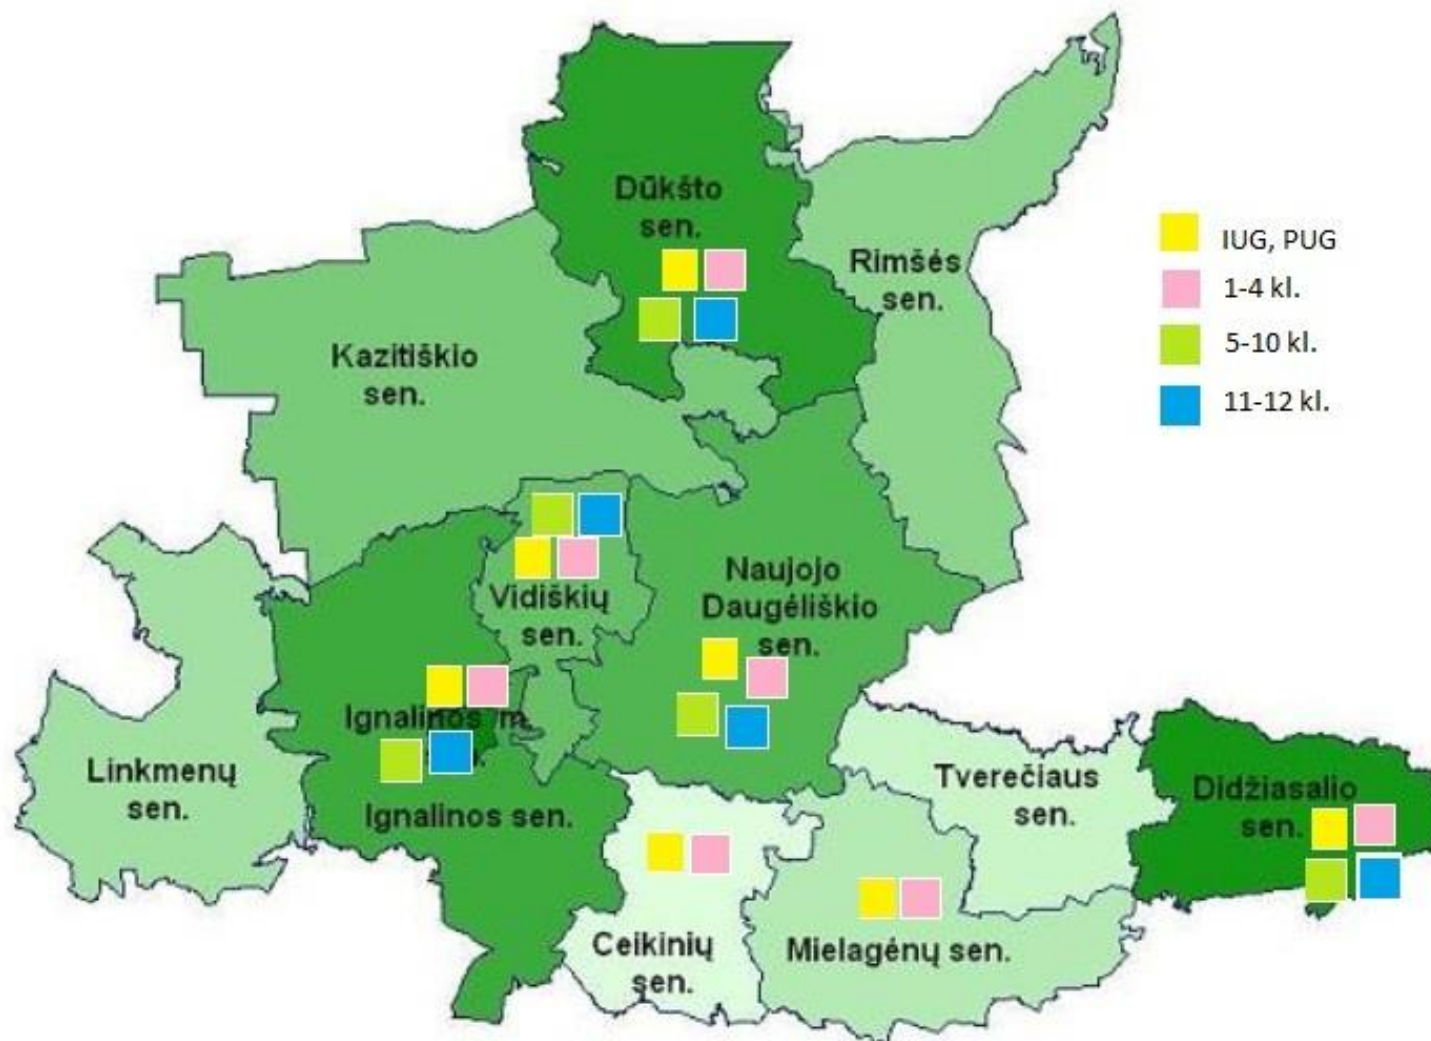 Dūkšto
sen.
Rimšės
sen.
IUG, PUG
1-4 kl.
5-10 kl.
11-12 kl.
Kazitiškio
sen.
Naujojo
Daugėliškio
sen.
Vidiškių
sen.
Ignalinos m.
Ignalinos sen.
Linkmenų
sen.
Tverečiaus
sen.
Didžiasalio
sen.
Ceikinių
sen.
Mielagėnų sen.